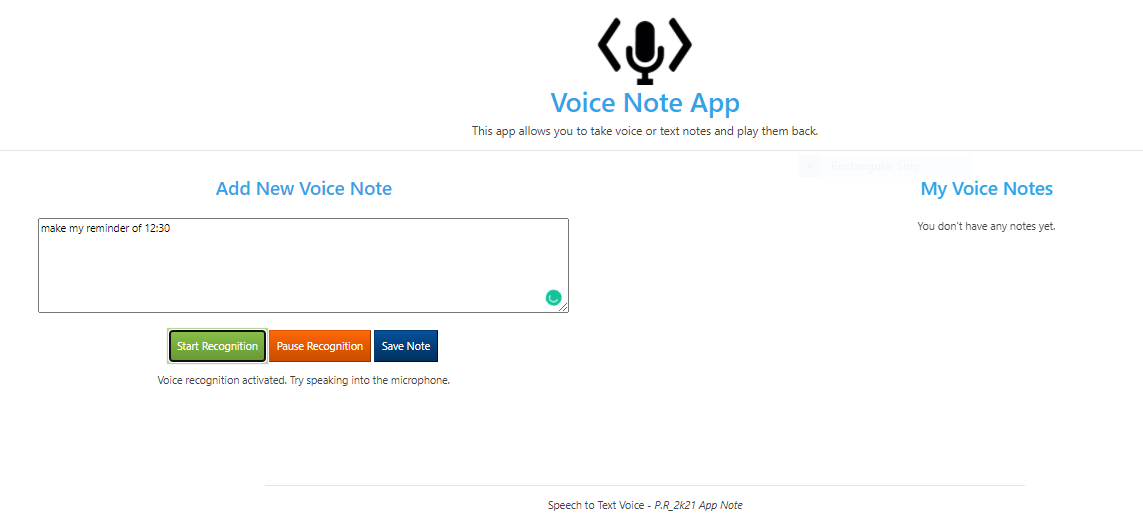 Voice Note App
This app allows you to take voice or text notes and play them back.
Rectangular Snip
Add New Voice Note
My Voice Notes
make my reminder of 12:30
You don't have any notes yet.
Start Recognition
Pause Recognition
Save Note
Voice recognition activated. Try speaking into the microphone.
Speech to Text Voice - P.R_2k21 App Note